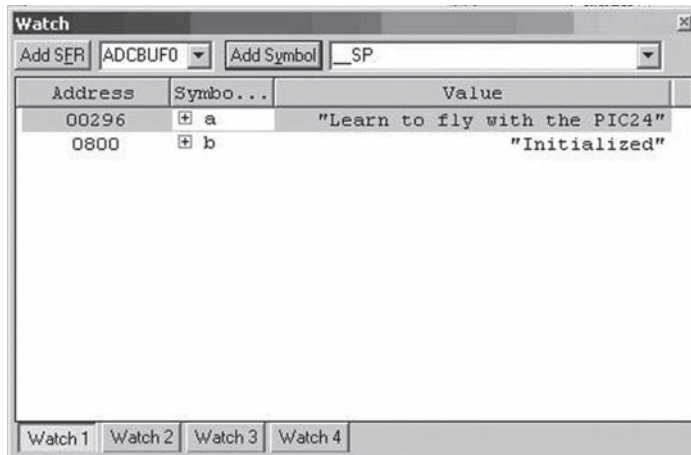 Watch
Add SFR ADCBUF0 Add Symbol __SP
Address Symbo... Value
00296 a "Learn to fly with the PIC24"
0800 b "Initialized"
Watch 1 Watch 2 Watch 3 Watch 4